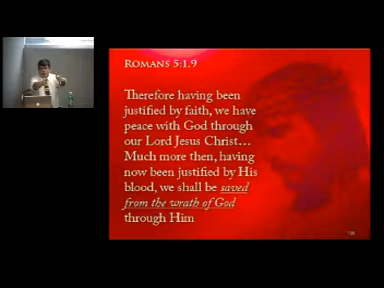 ROMANS 5:1,9
Therefore having been
justified by faith, we have
peace with God through
our Lord Jesus Christ…
Much more then, having
now been justified by His
blood, we shall be saved
from the wrath of God
through Him